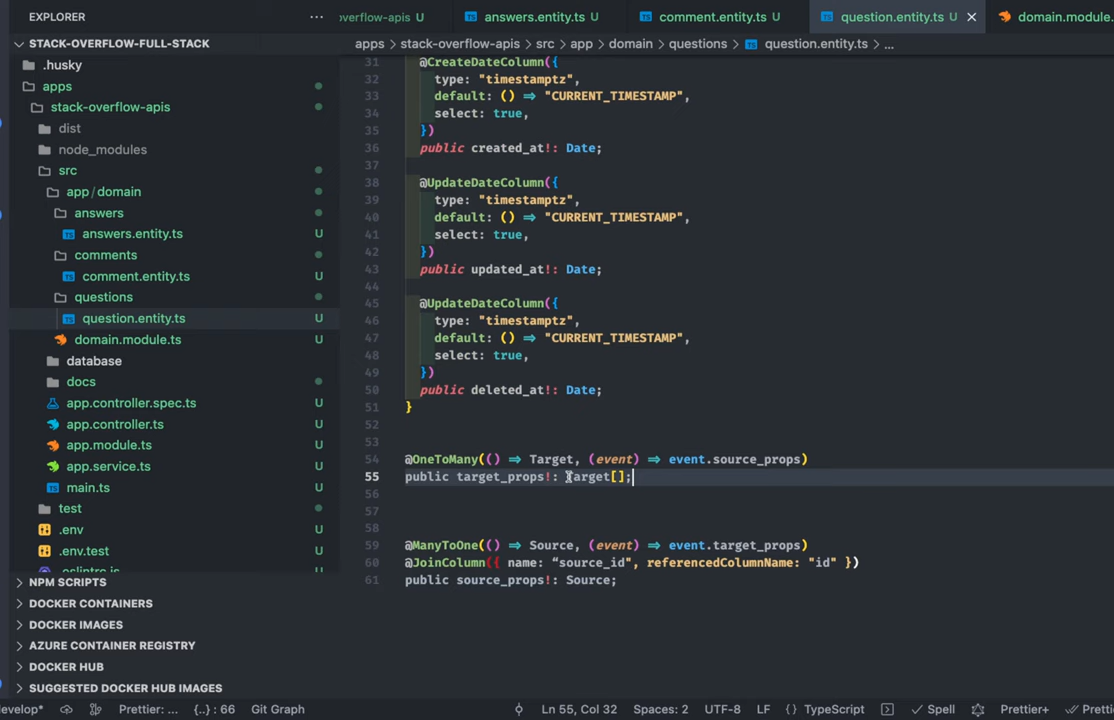 EXPLORER
···
STACK-OVERFLOW-FULL-STACK
.husky
apps
stack-overflow-apis
dist
node_modules
src
app / domain
answers
answers.entity.ts U
comments
comment.entity.ts U
questions
question.entity.ts U
domain.module.ts U
database
docs
app.controller.spec.ts U
app.controller.ts U
app.module.ts U
app.service.ts U
main.ts U
test
.env U
.env.test U
NPM SCRIPTS
DOCKER CONTAINERS
DOCKER IMAGES
AZURE CONTAINER REGISTRY
DOCKER HUB
SUGGESTED DOCKER HUB IMAGES
overflow-apis U
answers.entity.ts U
comment.entity.ts U
question.entity.ts U
domain.module.
apps > stack-overflow-apis > src > app > domain > questions > question.entity.ts > ...
31 @CreateDateColumn({
32 type: "timestamptz",
33 default: () => "CURRENT_TIMESTAMP",
34 select: true,
35 })
36 public created_at!: Date;
37
38 @UpdateDateColumn({
39 type: "timestamptz",
40 default: () => "CURRENT_TIMESTAMP",
41 select: true,
42 })
43 public updated_at!: Date;
44
45 @UpdateDateColumn({
46 type: "timestamptz",
47 default: () => "CURRENT_TIMESTAMP",
48 select: true,
49 })
50 public deleted_at!: Date;
51 }
52
53
54 @OneToMany(() => Target, (event) => event.source_props)
55 public target_props!: Target[];
56
57
58
59 @ManyToOne(() => Source, (event) => event.target_props)
60 @JoinColumn({ name: “source_id", referencedColumnName: "id" })
61 public source_props!: Source;
evelop*
Prettier: ...
{..} : 66
Git Graph
Ln 55, Col 32
Spaces: 2
UTF-8
LF
{ } TypeScript
Spell
Prettier+